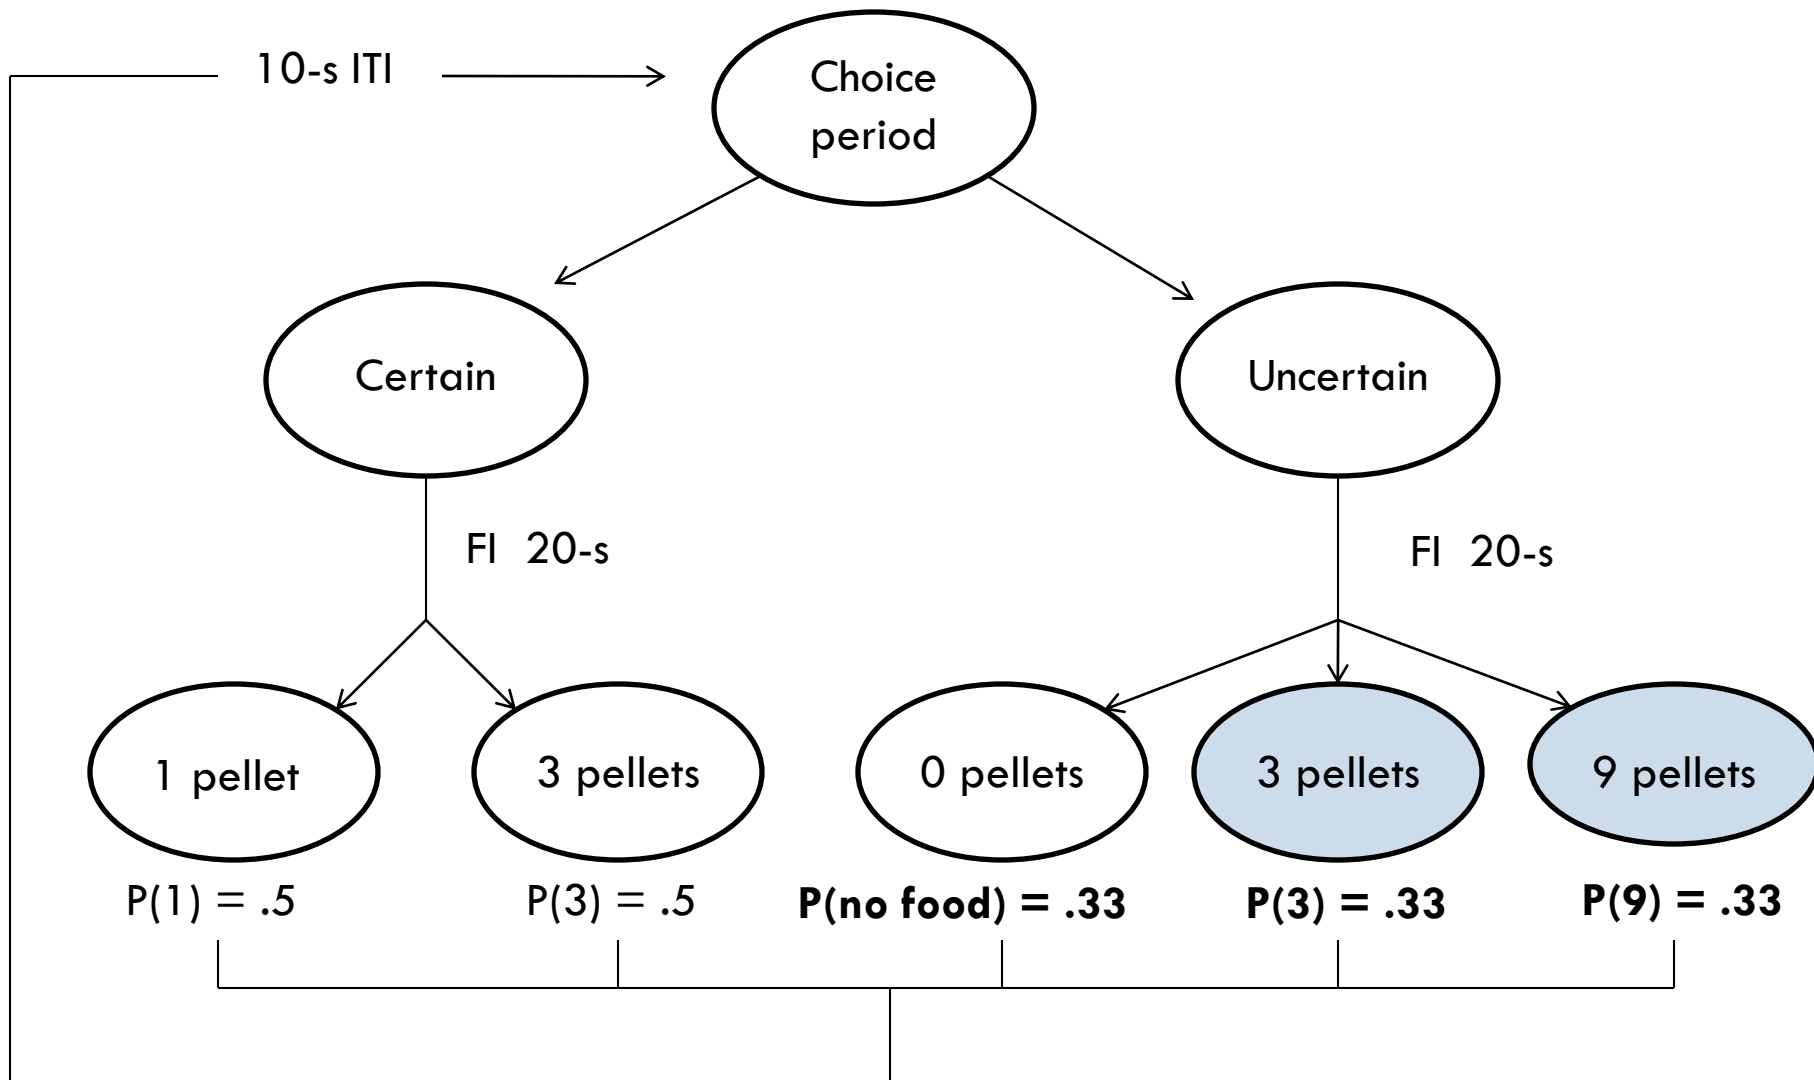 10-s ITI
Choice
period
Certain
Uncertain
FI 20-s
FI 20-s
1 pellet
3 pellets
0 pellets
3 pellets
9 pellets
P(1) = .5
P(3) = .5
P(no food) = .33
P(3) = .33
P(9) = .33